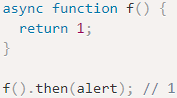 async function f() {
  return 1;
}
f().then(alert); // 1